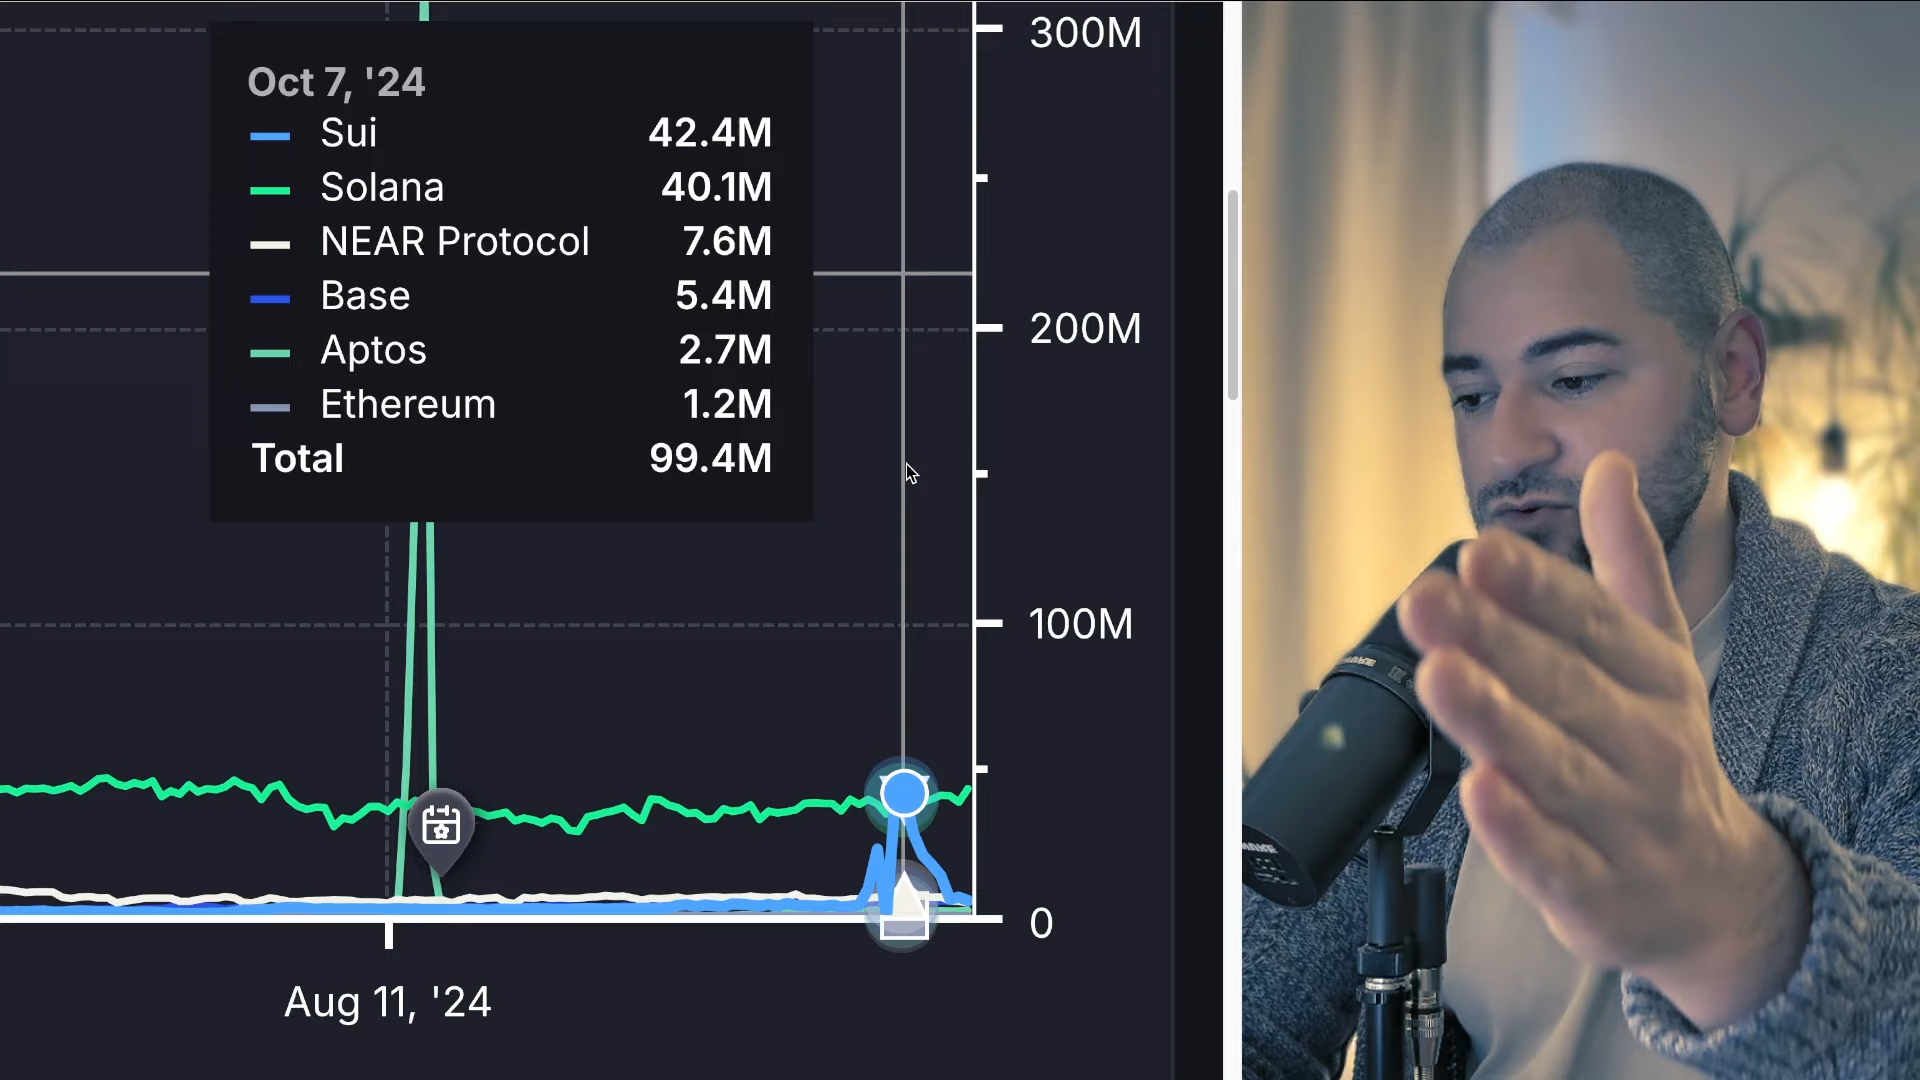 300M
Oct 7, '24
Sui 42.4M
Solana 40.1M
NEAR Protocol 7.6M
Base 5.4M
200M
Aptos 2.7M
Ethereum 1.2M
Total 99.4M
100M
0
Aug 11, '24